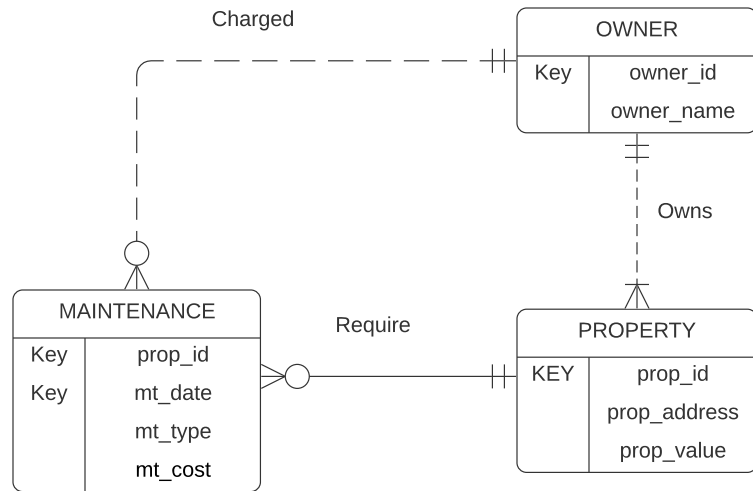 Charged
OWNER
Key owner_id
owner_name
Owns
MAINTENANCE
Key prop_id
Key mt_date
mt_type
mt_cost
Require
PROPERTY
KEY prop_id
prop_address
prop_value